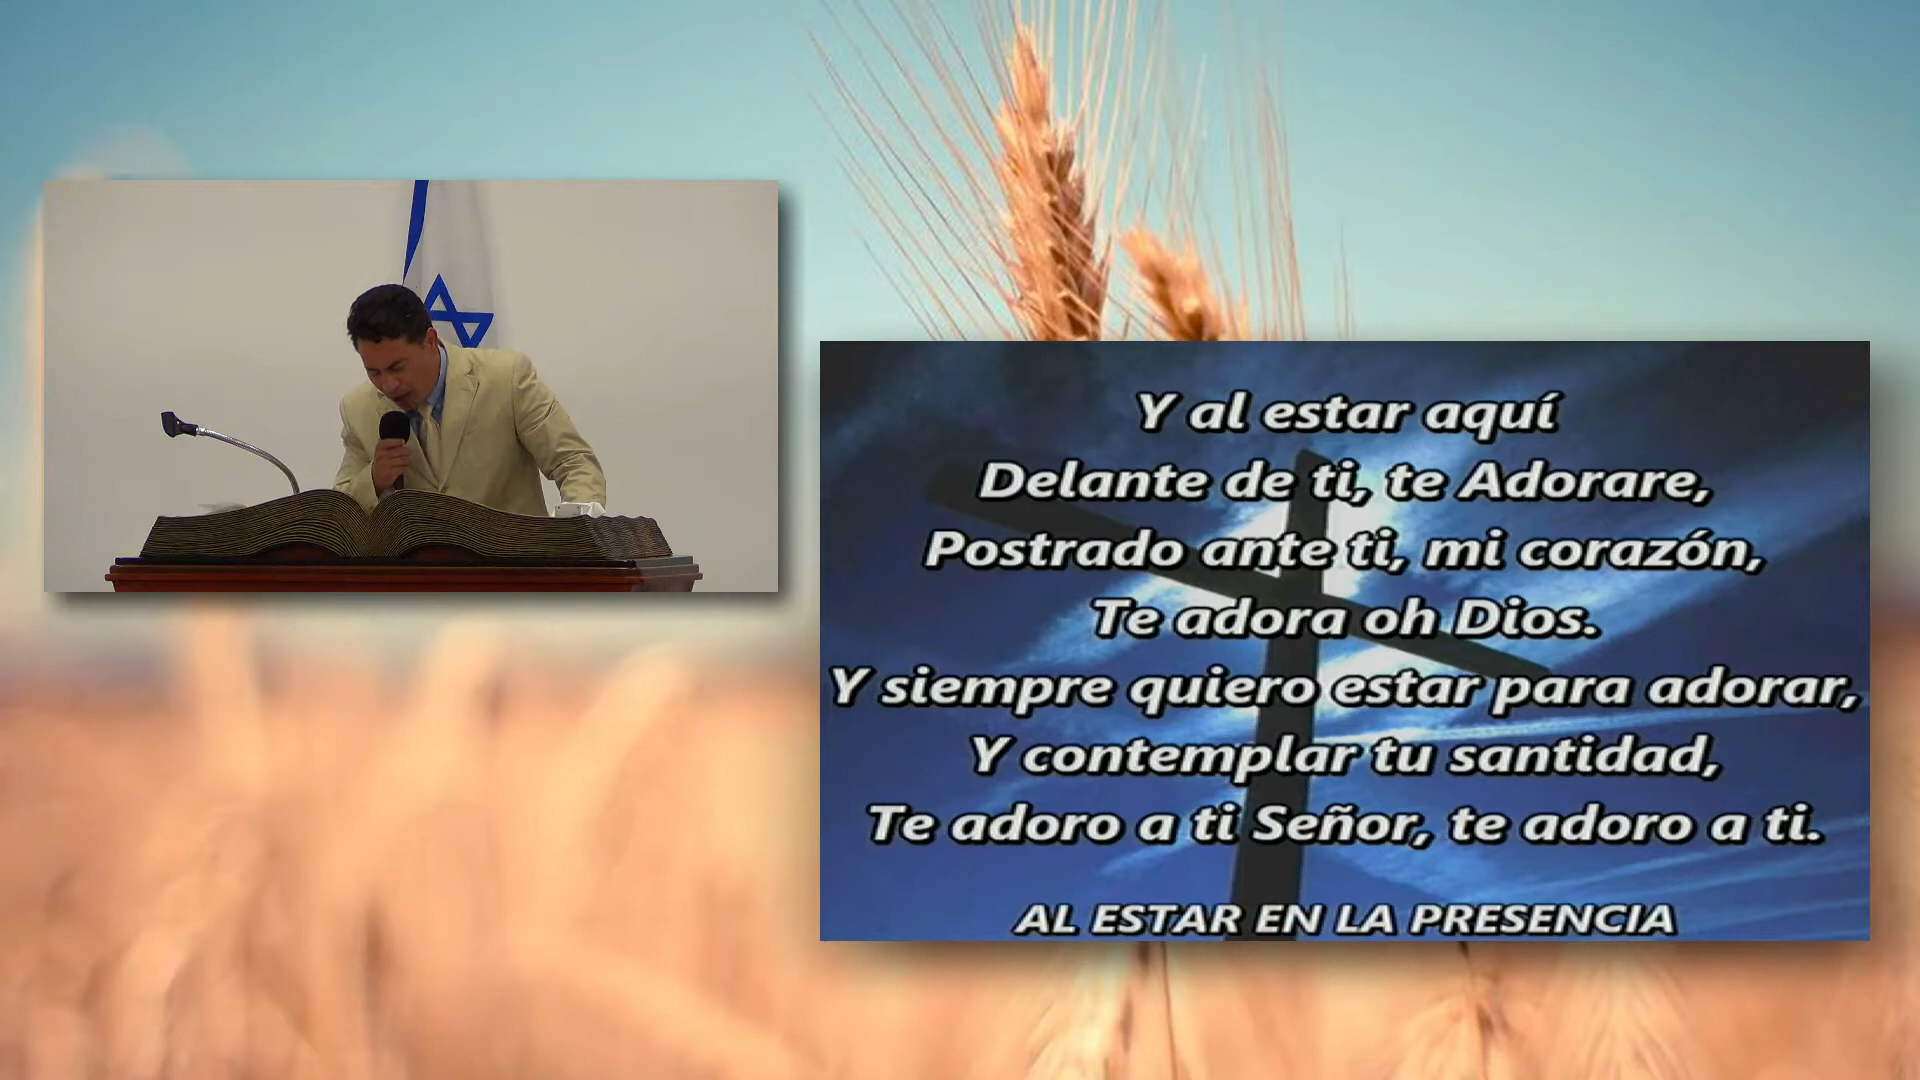 Y al estar aquí
Delante de ti, te Adorare,
Postrado ante ti, mi corazón,
Te adora oh Dios.
Y siempre quiero estar para adorar,
Y contemplar tu santidad,
Te adoro a ti Señor, te adoro a ti.
AL ESTAR EN LA PRESENCIA